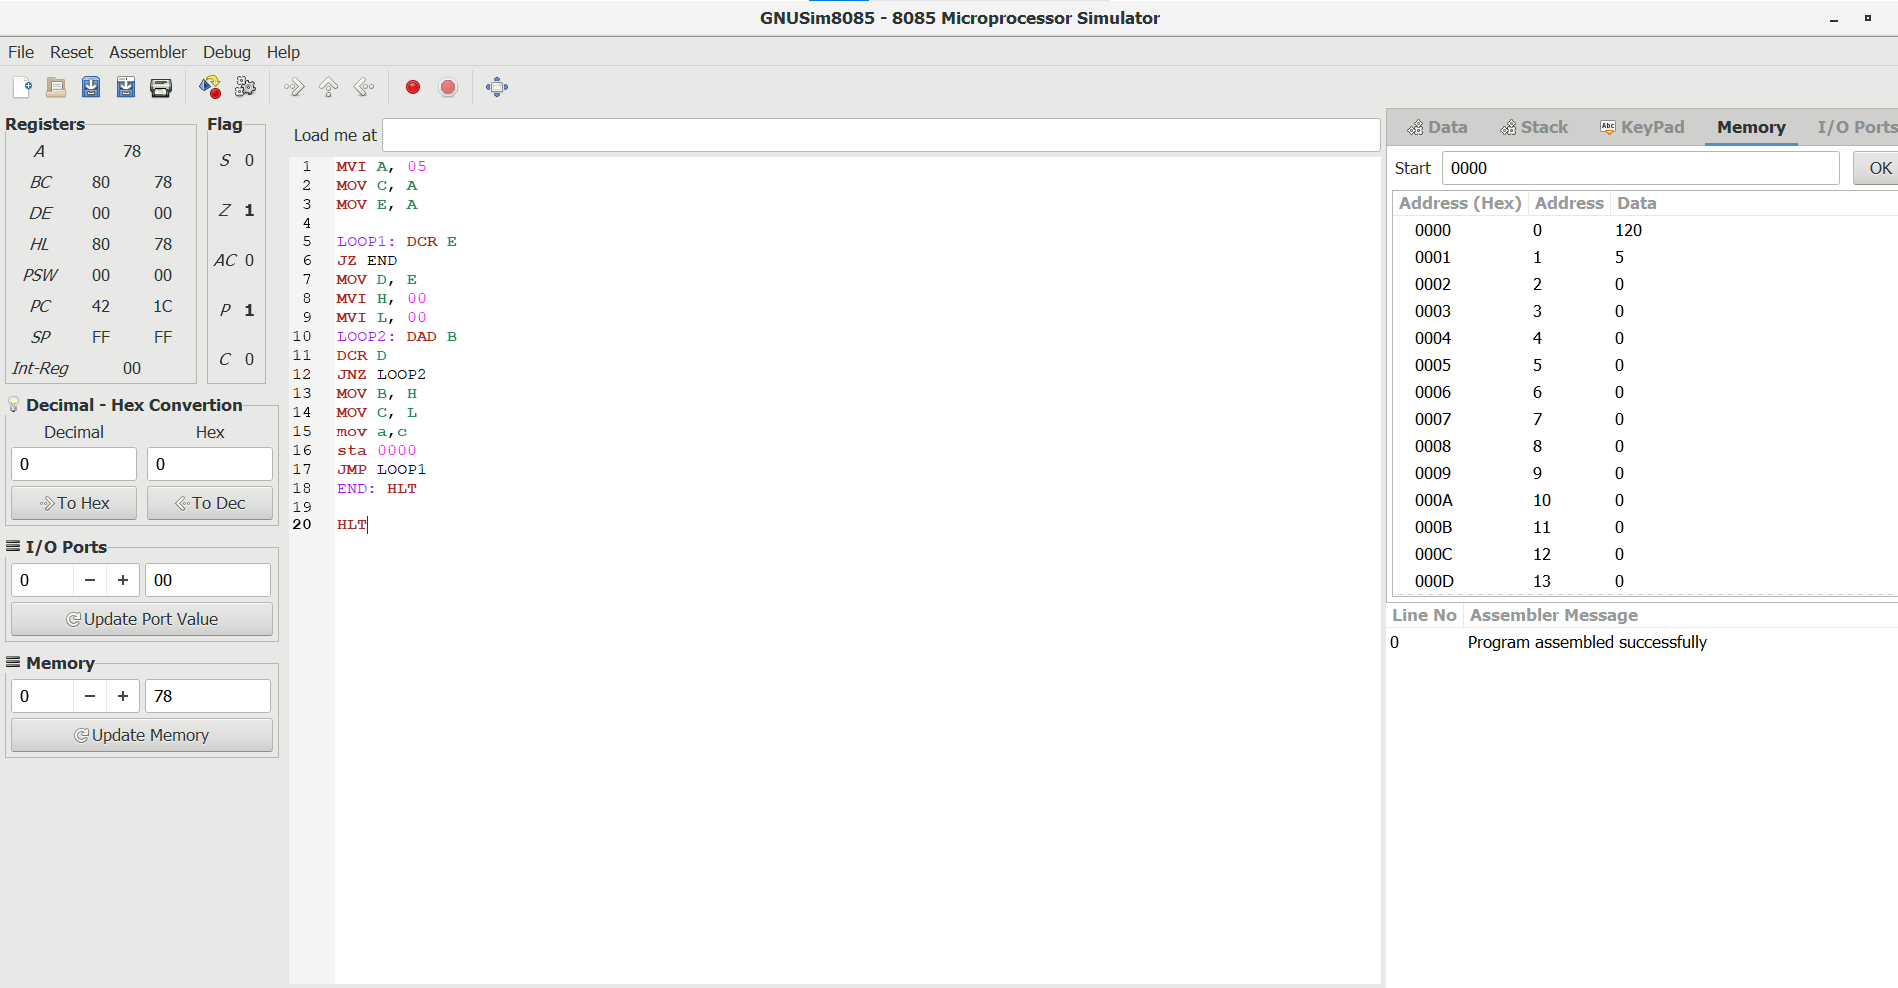 GNUSim8085 - 8085 Microprocessor Simulator
File Reset Assembler Debug Help
Registers
A 78
BC 80 78
DE 00 00
HL 80 78
PSW 00 00
PC 42 1C
SP FF FF
Int-Reg 00
Flag
S 0
Z 1
AC 0
P 1
C 0
Decimal - Hex Convertion
Decimal Hex
0 0
To Hex To Dec
I/O Ports
0 − + 00
Update Port Value
Memory
0 − + 78
Update Memory
Load me at
1 MVI A, 05
2 MOV C, A
3 MOV E, A
4
5 LOOP1: DCR E
6 JZ END
7 MOV D, E
8 MVI H, 00
9 MVI L, 00
10 LOOP2: DAD B
11 DCR D
12 JNZ LOOP2
13 MOV B, H
14 MOV C, L
15 mov a,c
16 sta 0000
17 JMP LOOP1
18 END: HLT
19
20 HLT
Data Stack Abc KeyPad Memory I/O Ports
Start 0000 OK
Address (Hex) Address Data
0000 0 120
0001 1 5
0002 2 0
0003 3 0
0004 4 0
0005 5 0
0006 6 0
0007 7 0
0008 8 0
0009 9 0
000A 10 0
000B 11 0
000C 12 0
000D 13 0
Line No Assembler Message
0 Program assembled successfully